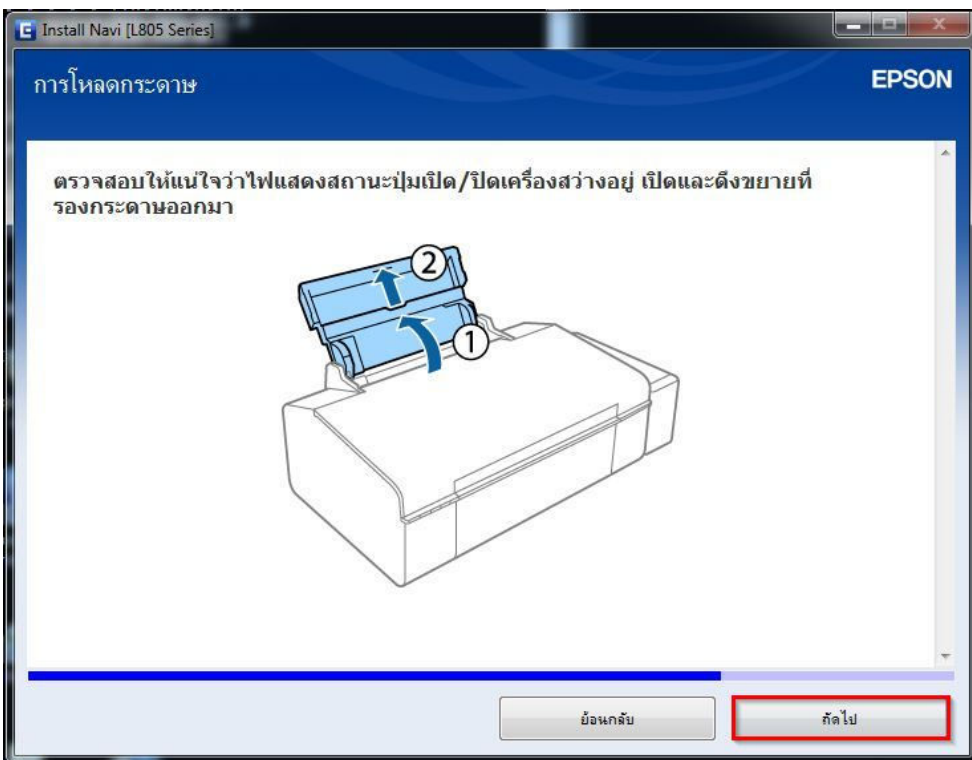 Install Navi [L805 Series]
การโหลดกระดาษ
EPSON
ตรวจสอบให้แน่ใจว่าไฟแสดงสถานะปุ่มเปิด/ปิดเครื่องสว่างอยู่ เปิดและดึงขยายที่
รองกระดาษออกมา
2
1
ย้อนกลับ
ถัดไป